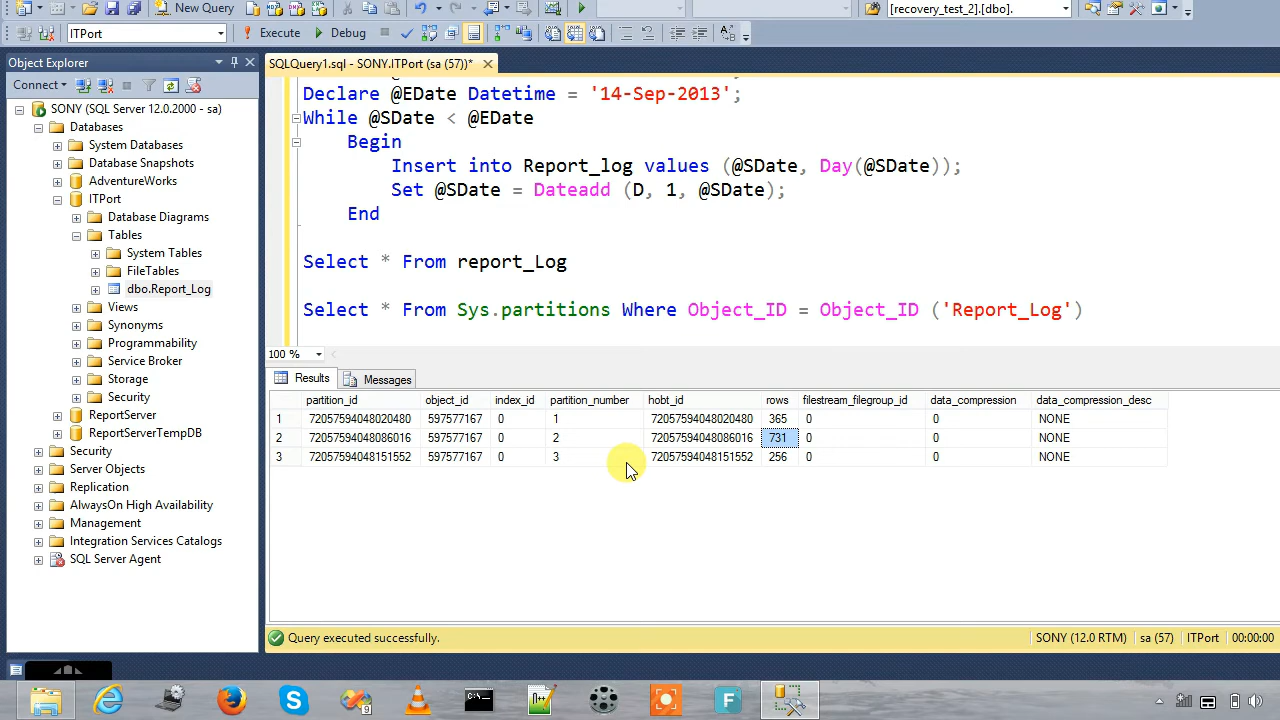 New Query
[recovery_test_2].[dbo].
ITPort
Execute
Debug
Object Explorer
Connect
SONY (SQL Server 12.0.2000 - sa)
Databases
System Databases
Database Snapshots
AdventureWorks
ITPort
Database Diagrams
Tables
System Tables
FileTables
dbo.Report_Log
Views
Synonyms
Programmability
Service Broker
Storage
Security
ReportServer
ReportServerTempDB
Security
Server Objects
Replication
AlwaysOn High Availability
Management
Integration Services Catalogs
SQL Server Agent
SQLQuery1.sql - SONY.ITPort (sa (57))*
Declare @EDate Datetime = '14-Sep-2013';
While @SDate < @EDate
Begin
Insert into Report_log values (@SDate, Day(@SDate));
Set @SDate = Dateadd (D, 1, @SDate);
End
Select * From report_Log
Select * From Sys.partitions Where Object_ID = Object_ID ('Report_Log')
100 %
Results Messages
partition_id object_id index_id partition_number hobt_id rows filestream_filegroup_id data_compression data_compression_desc
1 72057594048020480 597577167 0 1 72057594048020480 365 0 0 NONE
2 72057594048086016 597577167 0 2 72057594048086016 731 0 0 NONE
3 72057594048151552 597577167 0 3 72057594048151552 256 0 0 NONE
Query executed successfully.
SONY (12.0 RTM) sa (57) ITPort 00:00:00